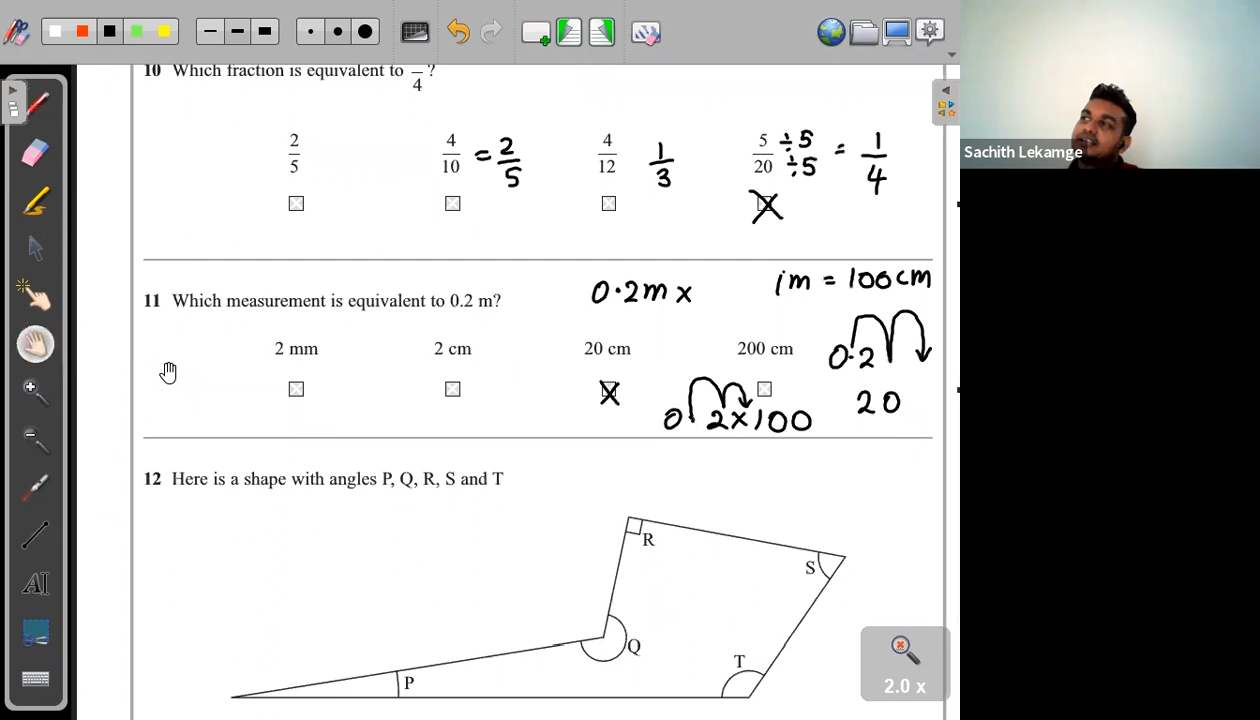 10 Which fraction is equivalent to /4 ?
2/5
4/10 = 2/5
4/12 1/3
5/20 ÷5 ÷5 = 1/4
11 Which measurement is equivalent to 0.2 m?
0.2m x
1m = 100cm
2 mm 2 cm 20 cm 200 cm
0.2
20
0 2x100
12 Here is a shape with angles P, Q, R, S and T
R
S
Q
T
P
AI
2.0 x
Sachith Lekamge